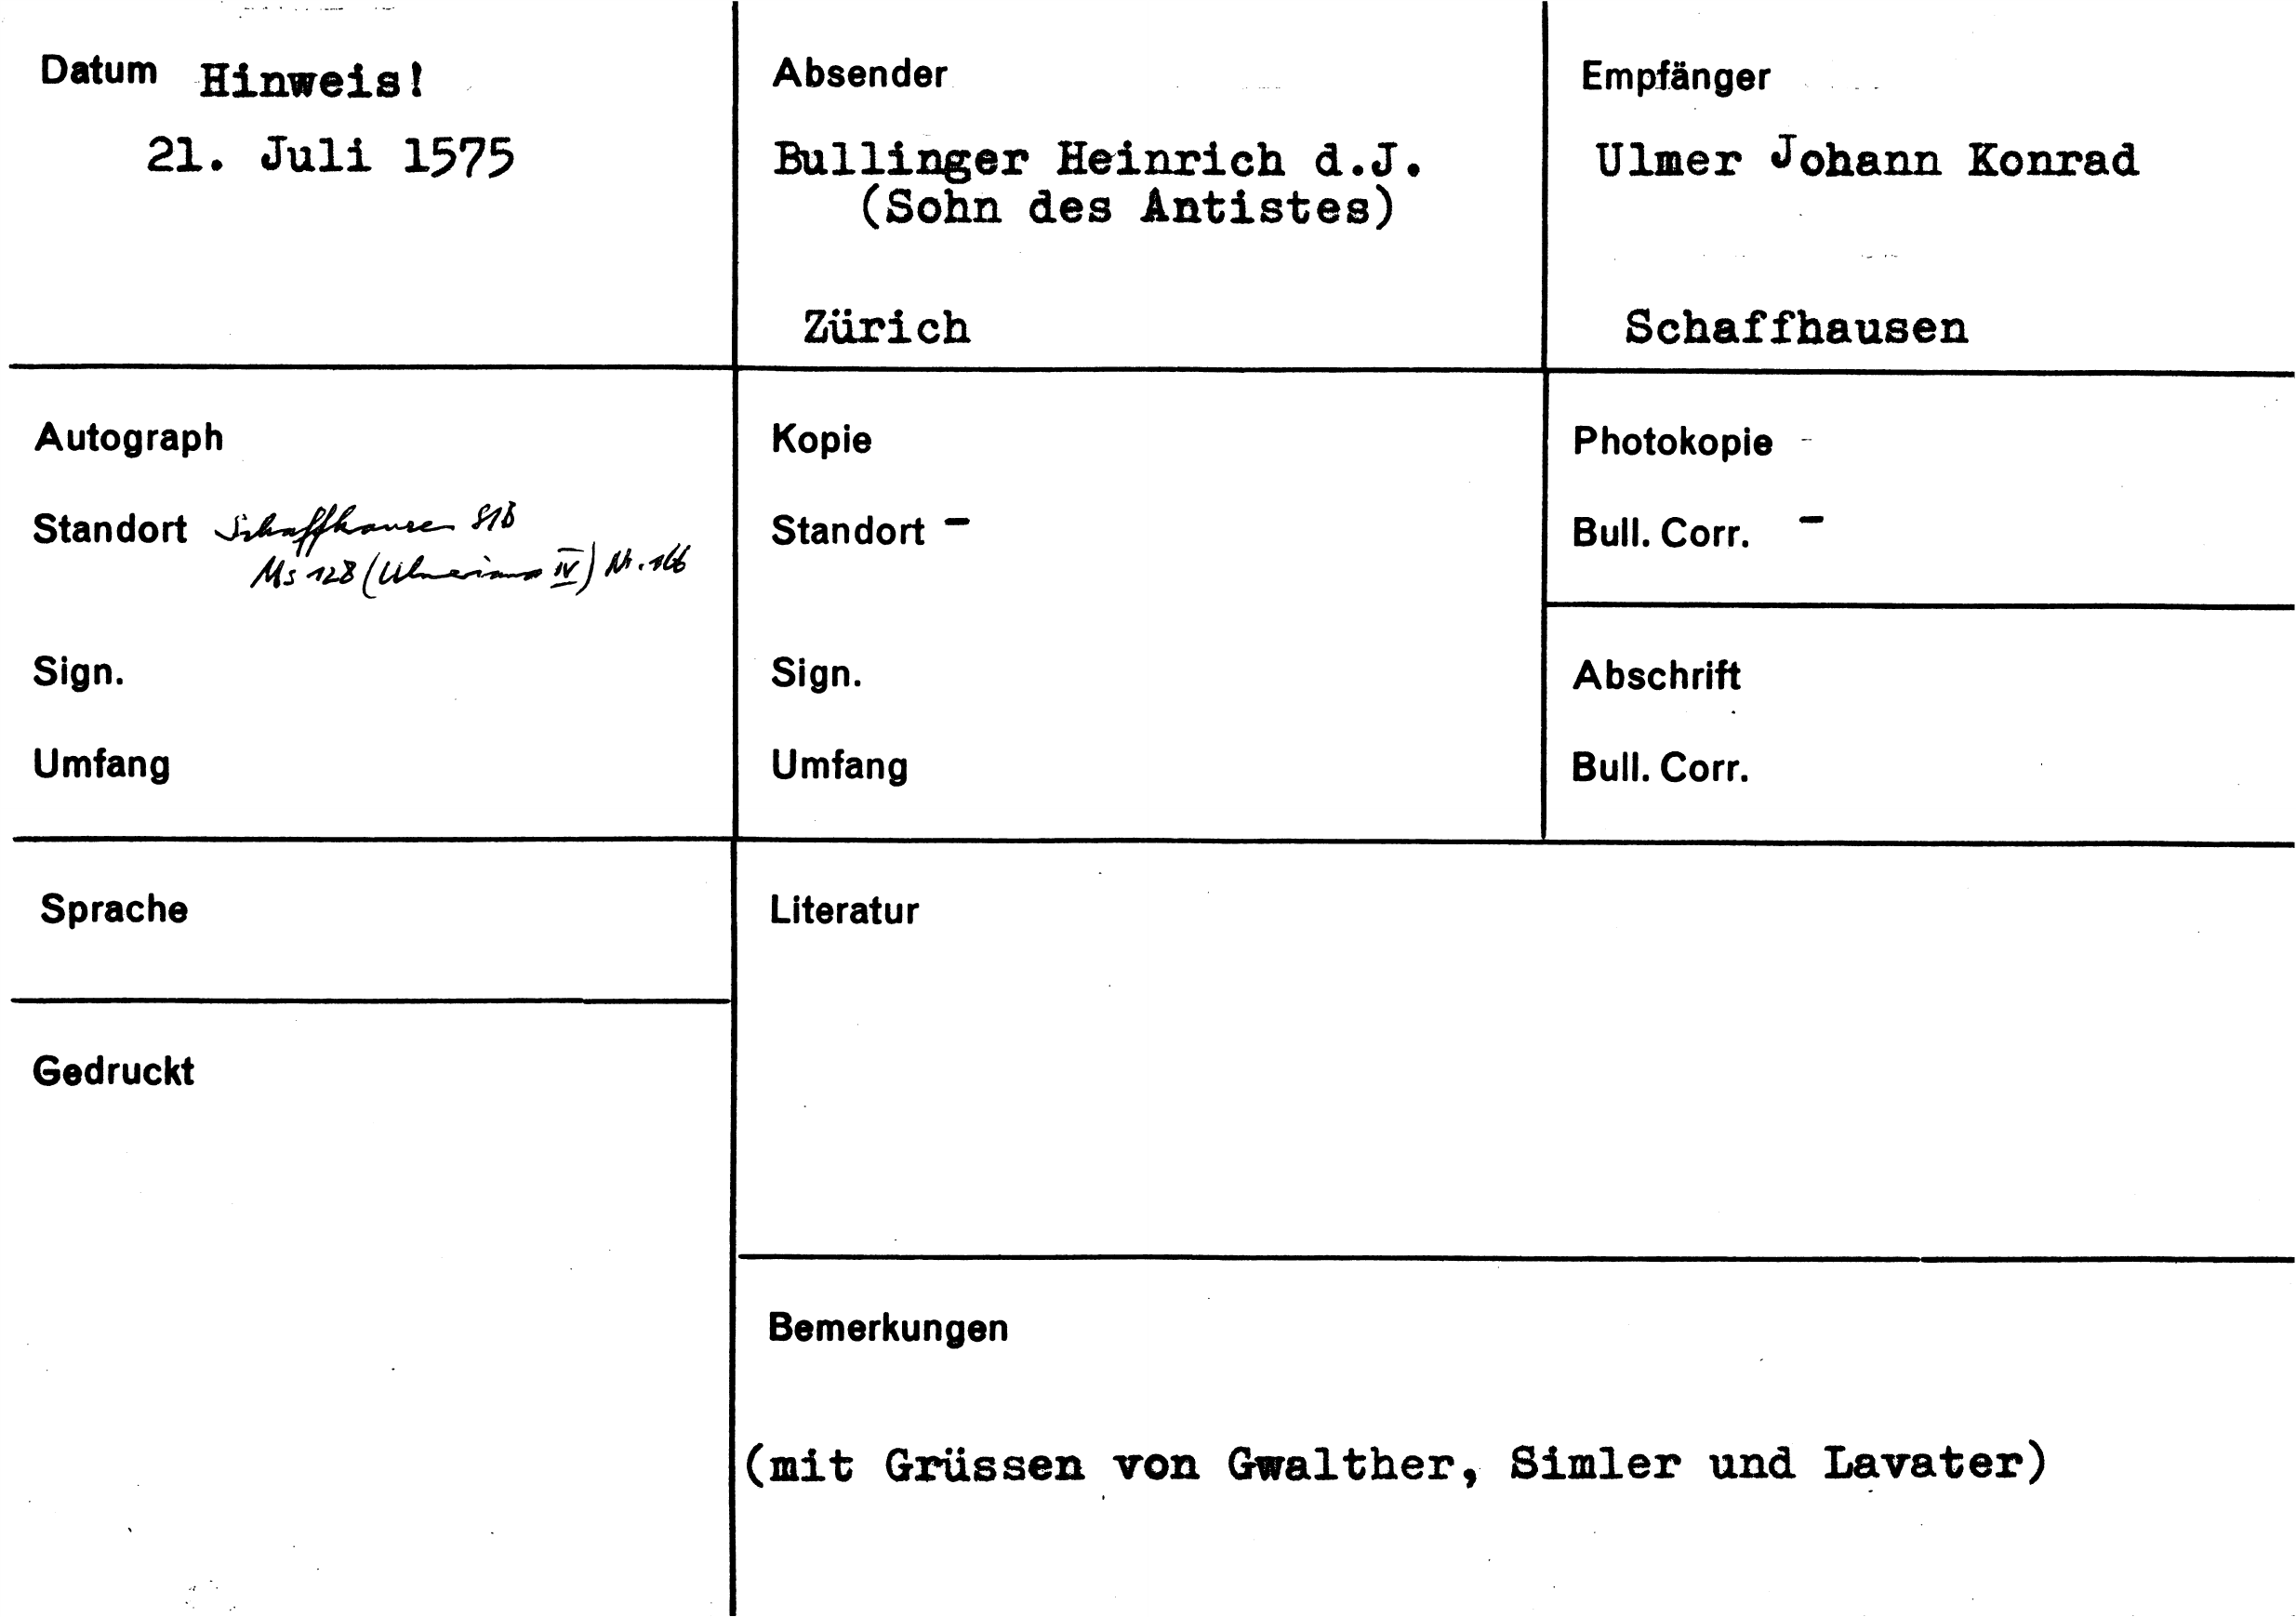 Datum Hinweis!
21. Juli 1575
Absender
Bullinger Heinrich d.J.
(Sohn des Antistes)
Zürich
Empfänger
Ulmer Johann Konrad
Schaffhausen
Autograph
Standort Schaffhausen StB
Ms 128 (Ulmeriana IV) Nr. 166
Sign.
Umfang
Kopie
Standort -
Sign.
Umfang
Photokopie -
Bull. Corr. -
Abschrift
Bull. Corr.
Sprache
Gedruckt
Literatur
Bemerkungen
(mit Grüssen von Gwalther, Simler und Lavater)